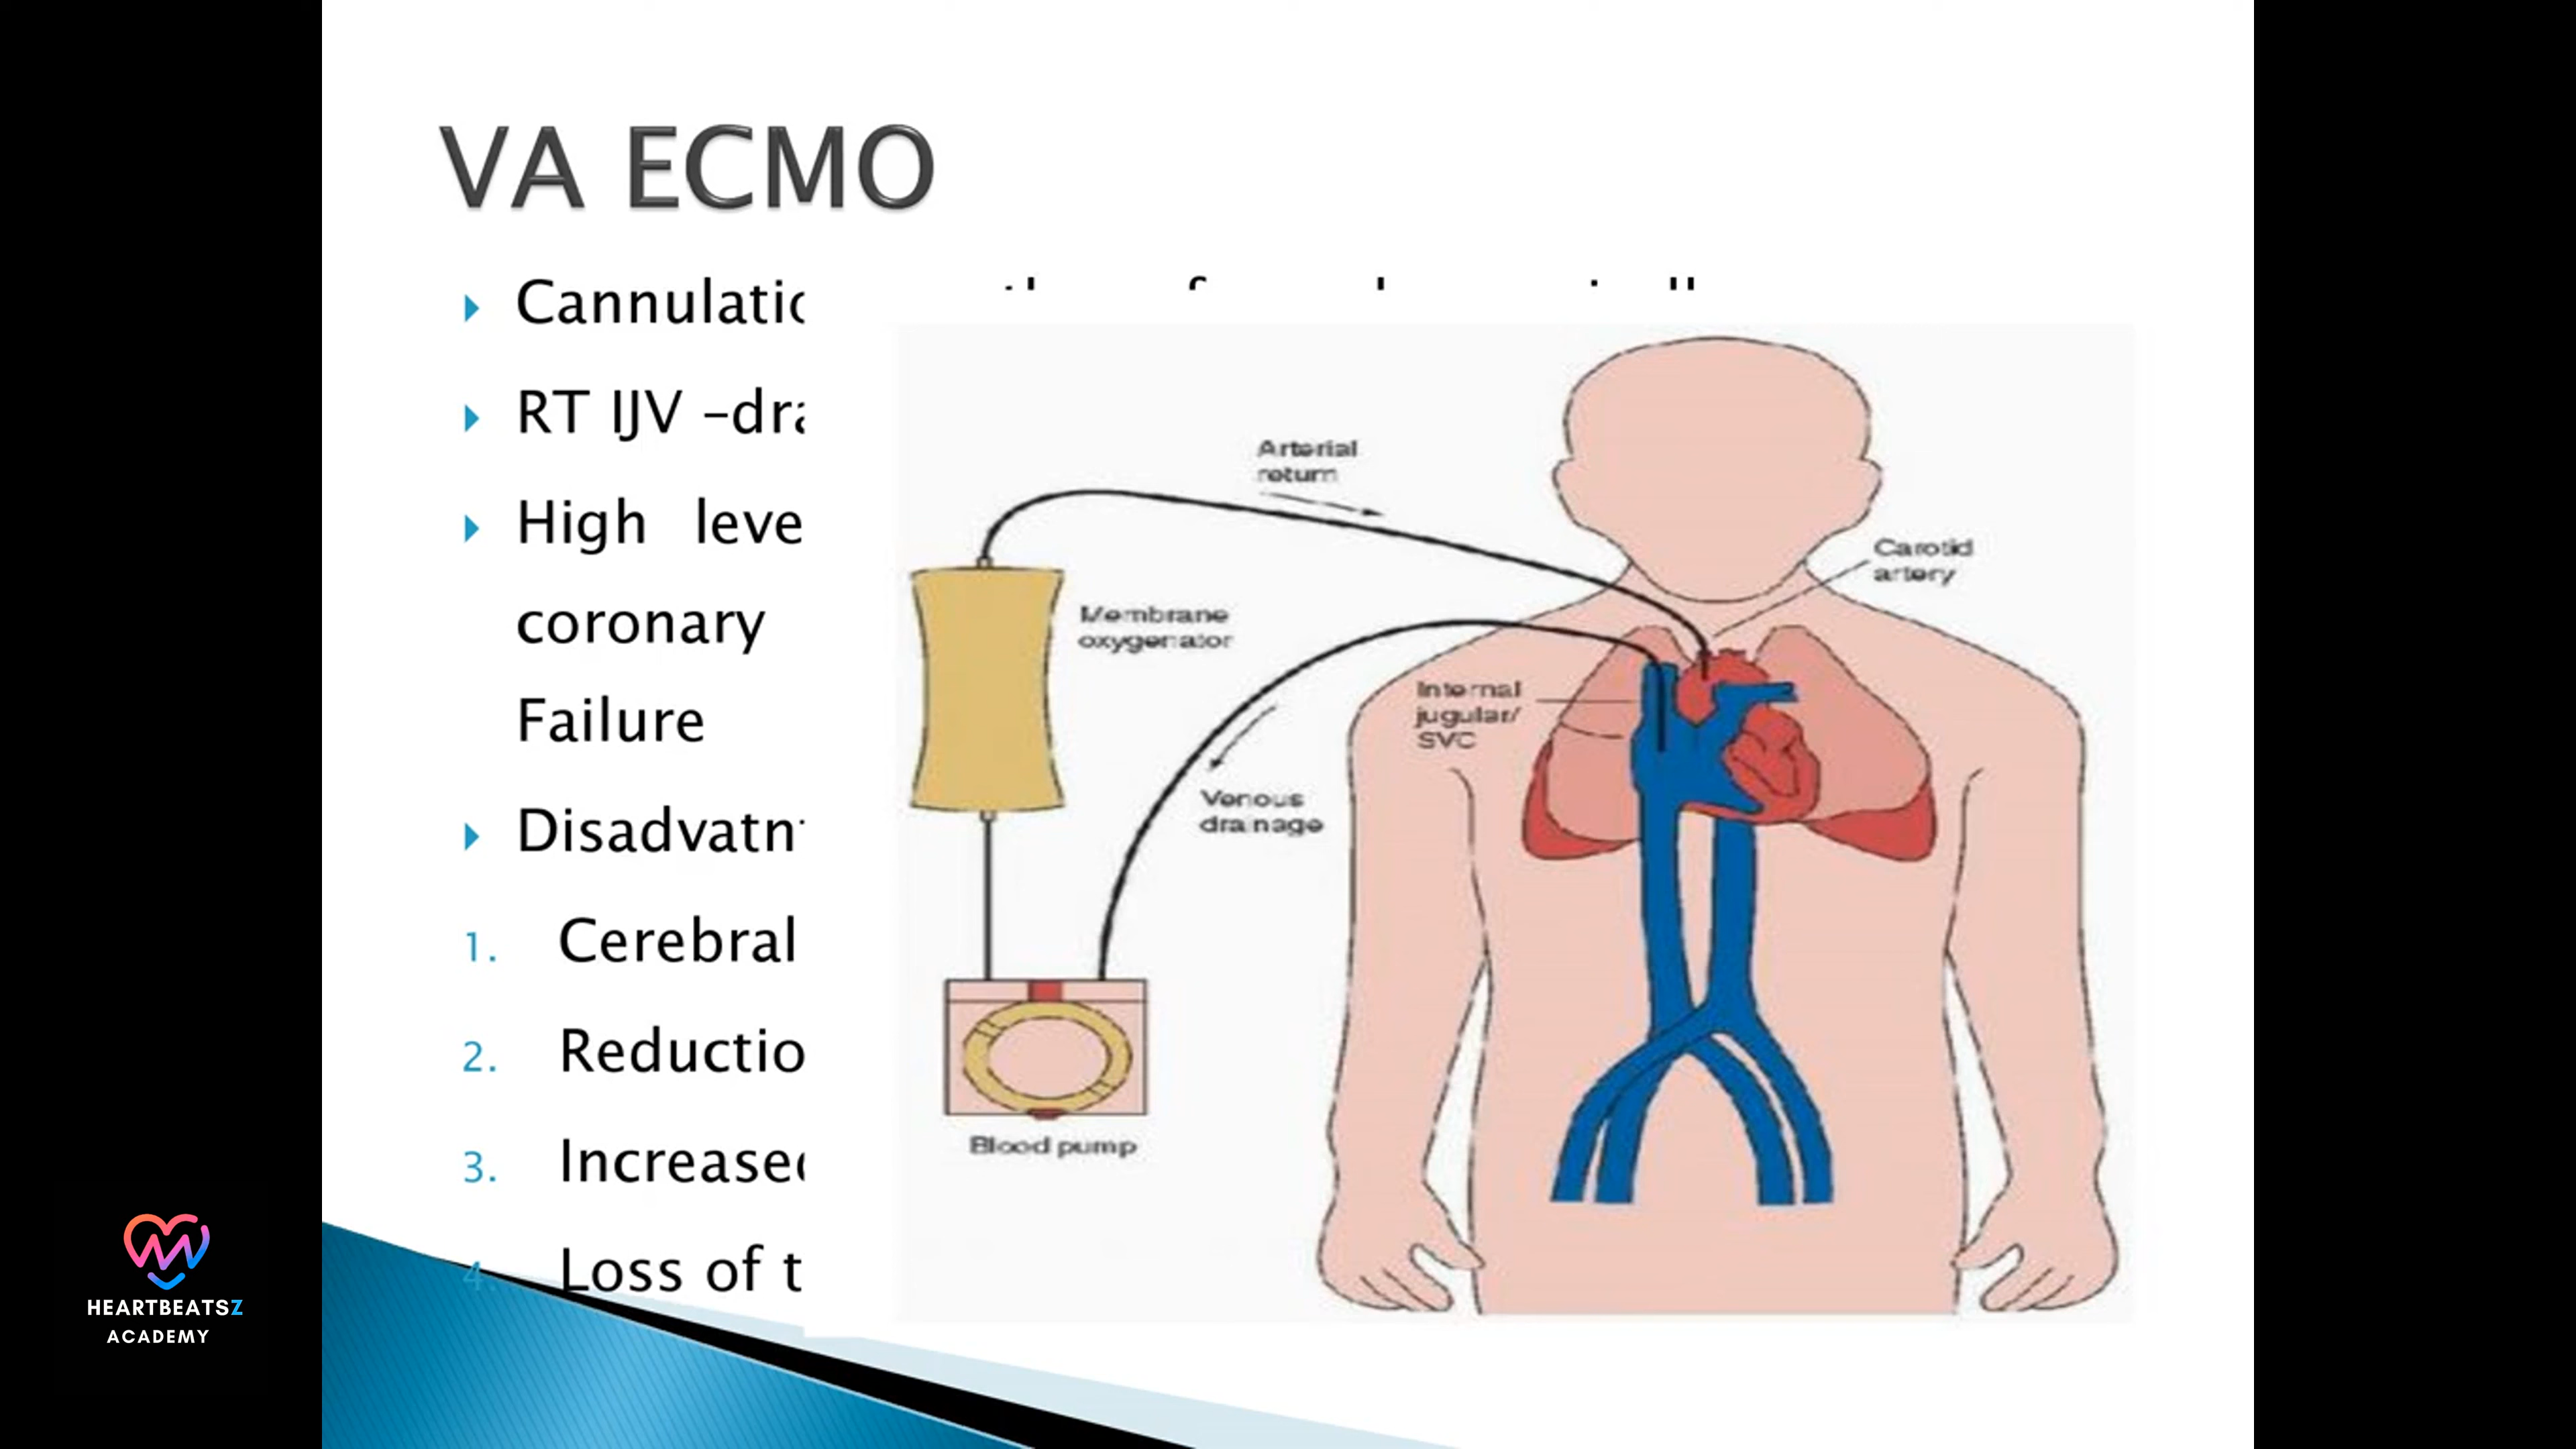 VA ECMO
Cannulatio
RT IJV –dra
High leve
coronary
Failure
Disadvatn
1. Cerebral
2. Reductio
3. Increased
4. Loss of t
Arterial
return
Carotid
artery
Membrane
oxygenator
Internal
jugular/
SVC
Venous
drainage
Blood pump
HEARTBEATSZ
ACADEMY